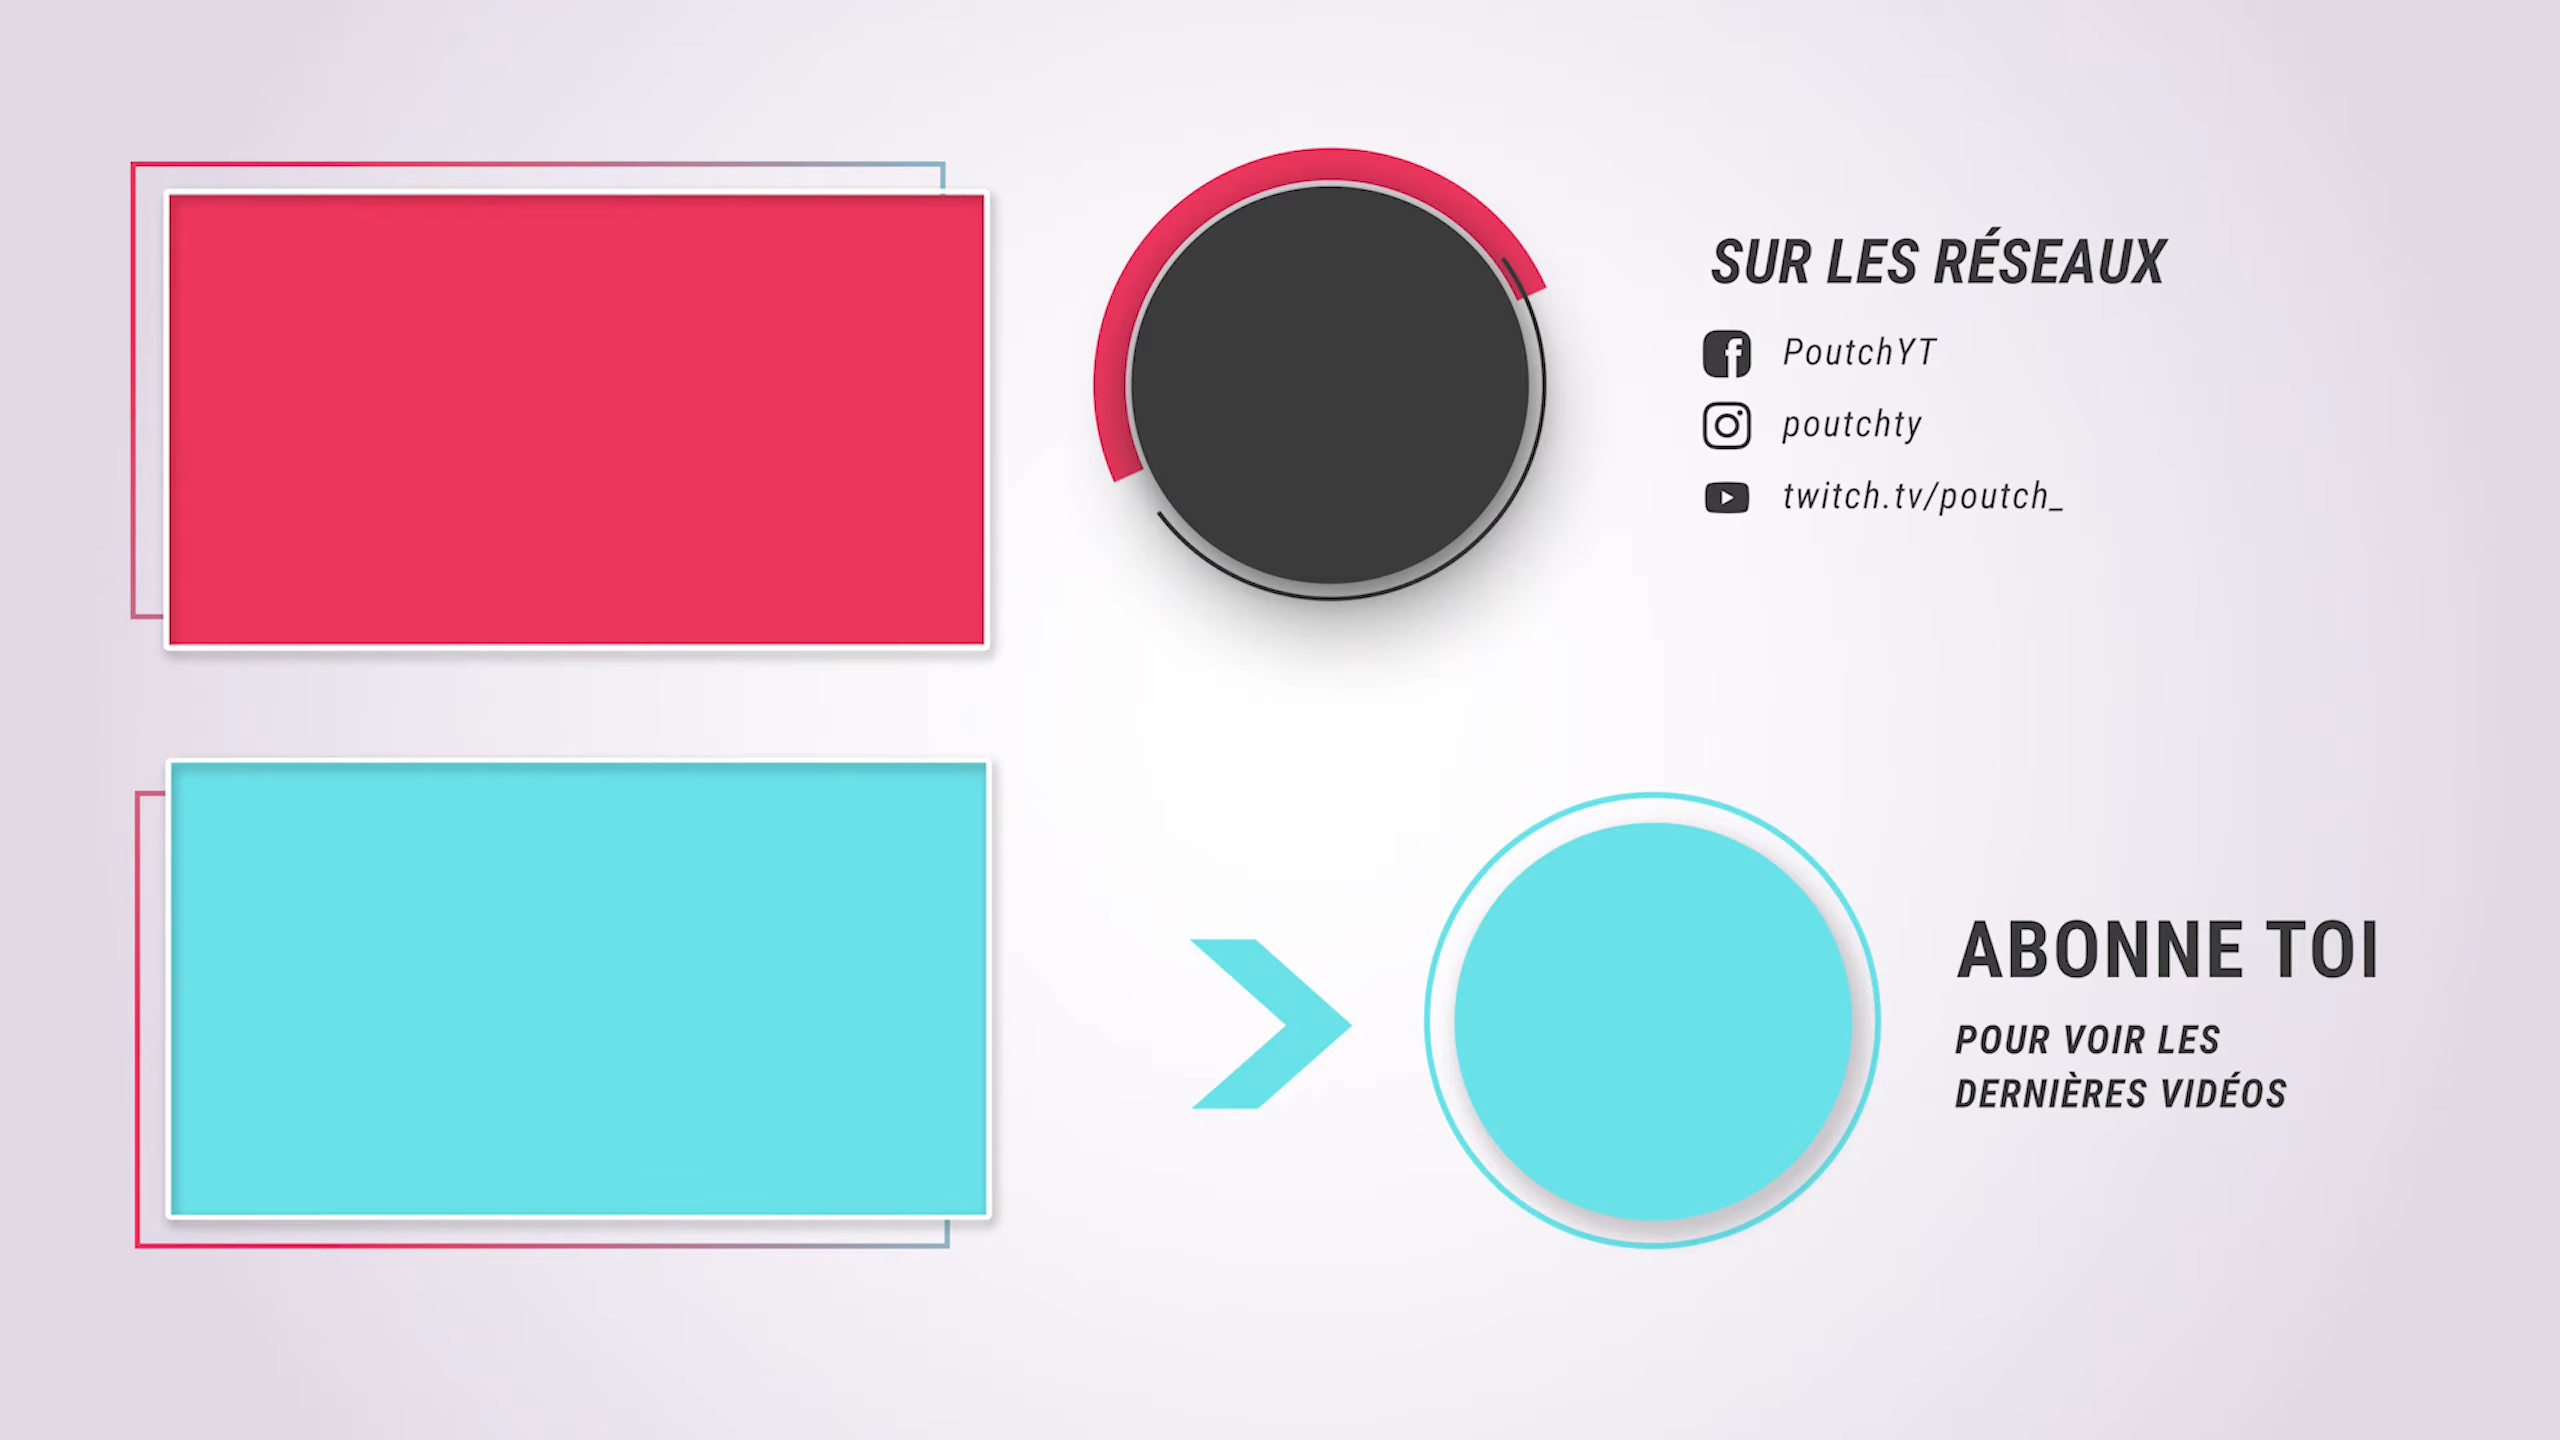 SUR LES RÉSEAUX
PoutchYT
poutchty
twitch.tv/poutch_
ABONNE TOI
POUR VOIR LES
DERNIÈRES VIDÉOS